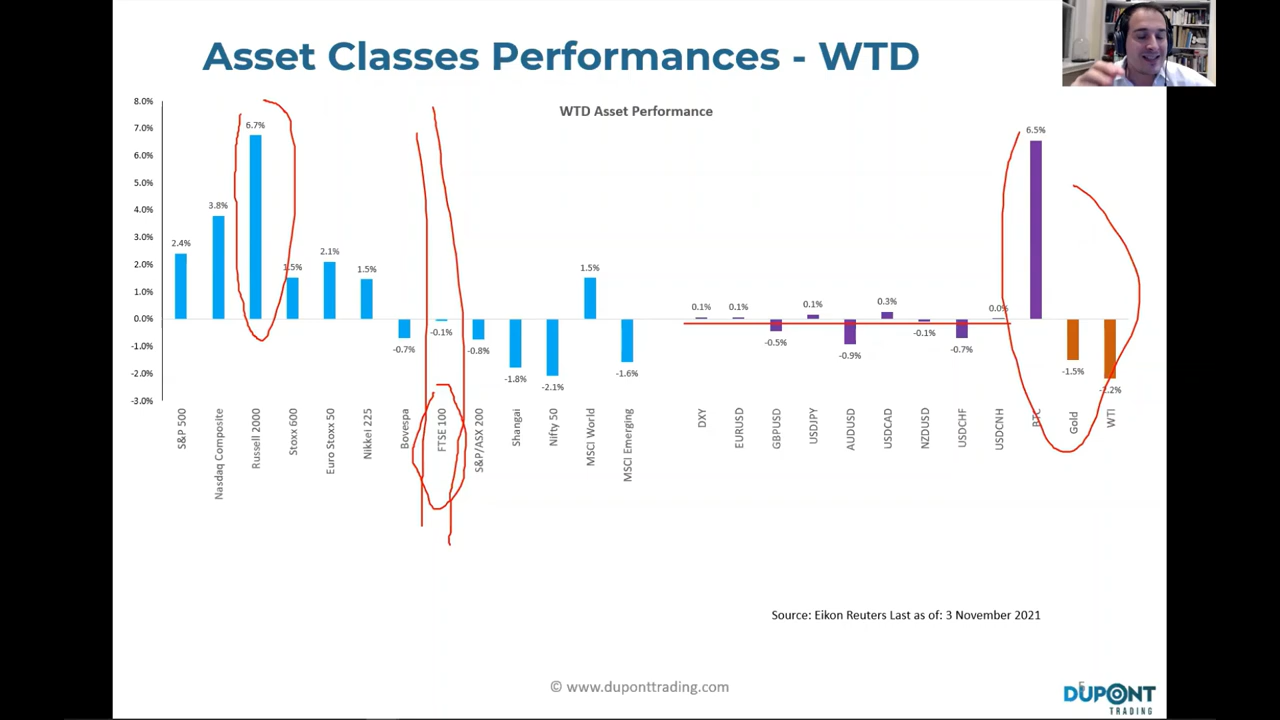 Asset Classes Performances - WTD
WTD Asset Performance
8.0%
7.0%
6.0%
5.0%
4.0%
3.0%
2.0%
1.0%
0.0%
-1.0%
-2.0%
-3.0%
2.4%
3.8%
6.7%
1.5%
2.1%
1.5%
-0.7%
-0.1%
-0.8%
-1.8%
-2.1%
1.5%
-1.6%
0.1%
0.1%
-0.5%
0.1%
-0.9%
0.3%
-0.1%
-0.7%
0.0%
6.5%
-1.5%
-2.2%
S&P 500
Nasdaq Composite
Russell 2000
Stoxx 600
Euro Stoxx 50
Nikkei 225
Bovespa
FTSE 100
S&P/ASX 200
Shangai
Nifty 50
MSCI World
MSCI Emerging
DXY
EURUSD
GBPUSD
USDJPY
AUDUSD
USDCAD
NZDUSD
USDCHF
USDCNH
BTC
Gold
WTI
Source: Eikon Reuters Last as of: 3 November 2021
© www.duponttrading.com
DUPONT
TRADING